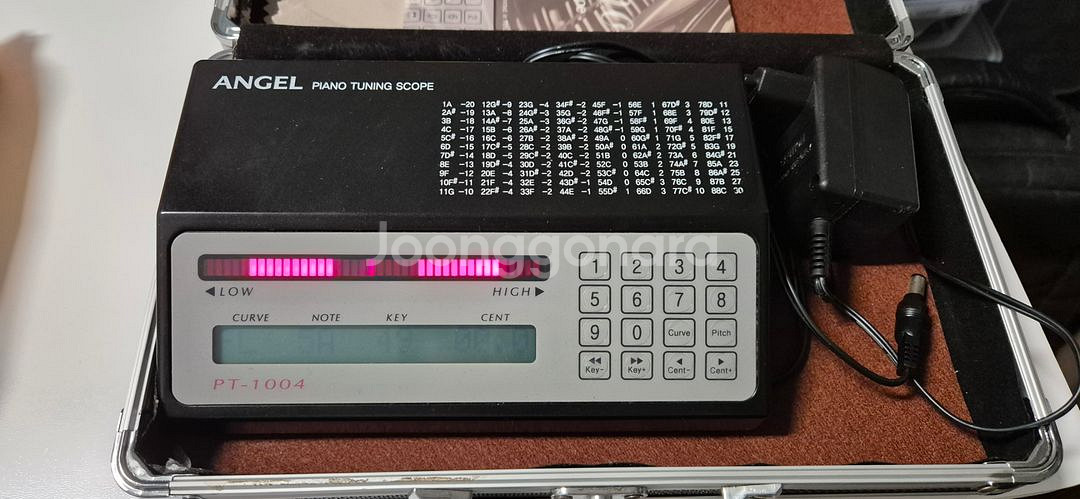 ANGEL PIANO TUNING SCOPE
1A -20 12G# -9 23G -4 34F# -2 45F -1 56E 1 67D# 3 78D 11
2A# -19 13A -8 24G# -3 35G -2 46F# -1 57F 1 68E 3 79D# 12
3B -18 14A# -7 25A -3 36G# -2 47G -1 58F# 1 69F 4 80E 13
4C -17 15B -6 26A# -2 37A -2 48G# -1 59G 1 70F# 4 81F 15
5C# -16 16C -6 27B -2 38A# -2 49A 0 60G# 1 71G 5 82F# 17
6D -15 17C# -5 28C -2 39B -2 50A# 0 61A 2 72G# 5 83G 19
7D# -14 18D -5 29C# -2 40C -2 51B 0 62A# 2 73A 6 84G# 21
8E -13 19D# -4 30D -2 41C# -2 52C 0 53B 2 74A# 7 85A 23
9F -12 20E -4 31D# -2 42D -2 53C# 0 64C 2 75B 8 86A# 25
10F# -11 21F -4 32E -2 43D# -1 54D 0 65C# 3 76C 9 87B 27
11G -10 22F# -4 33F -2 44E -1 55D# 1 66D 3 77C# 10 88C 30
Joonggonara
◀LOW HIGH▶
CURVE NOTE KEY CENT
PT-1004
1 2 3 4
5 6 7 8
9 0 Curve Pitch
◀◀ ▶▶ ◀ ▶
Key- Key+ Cent- Cent+